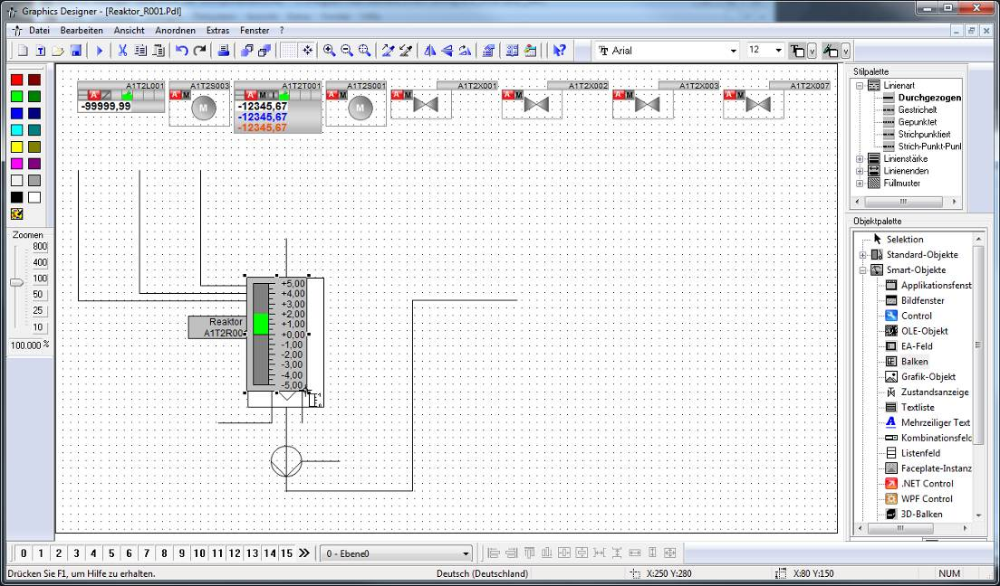 Graphics Designer - [Reaktor_R001.Pdl]
Datei Bearbeiten Ansicht Anordnen Extras Fenster ?
Arial 12
A1T2L001 A1T2S003 A1T2T001 A1T2S001 A1T2X001 A1T2X002 A1T2X003 A1T2X007
-99999,99
M
-12345,67
-12345,67
-12345,67
M
Zoomen
800
400
100
50
25
10
100.000 %
+5,00
+4,00
+3,00
+2,00
+1,00
+0,00
-1,00
-2,00
-3,00
-4,00
-5,00
Reaktor
A1T2R00
Stilpalette
Linienart
Durchgezogen
Gestrichelt
Gepunktet
Strichpunktiert
Strich-Punkt-Punl
Linienstärke
Linienenden
Füllmuster
Objektpalette
Selektion
Standard-Objekte
Smart-Objekte
Applikationsfenst
Bildfenster
Control
OLE-Objekt
EA-Feld
Balken
Grafik-Objekt
Zustandsanzeige
Textliste
Mehrzeiliger Text
Kombinationsfeld
Listenfeld
Faceplate-Instanz
.NET Control
WPF Control
3D-Balken
0 1 2 3 4 5 6 7 8 9 10 11 12 13 14 15 0 - Ebene0
Drücken Sie F1, um Hilfe zu erhalten. Deutsch (Deutschland) X:250 Y:280 X:80 Y:150 NUM